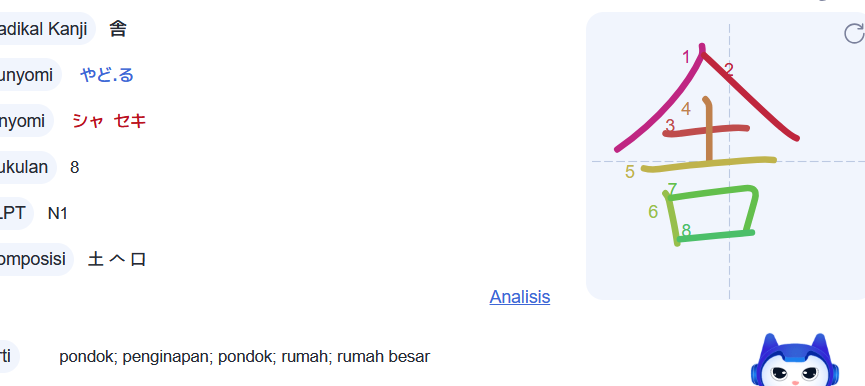 adikal Kanji 舎
unyomi やど.る
nyomi シャ セキ
ukulan 8
LPT N1
omposisi 土 へ 口
Analisis
rti pondok; penginapan; pondok; rumah; rumah besar
1 2
4
3
5
7
6
8